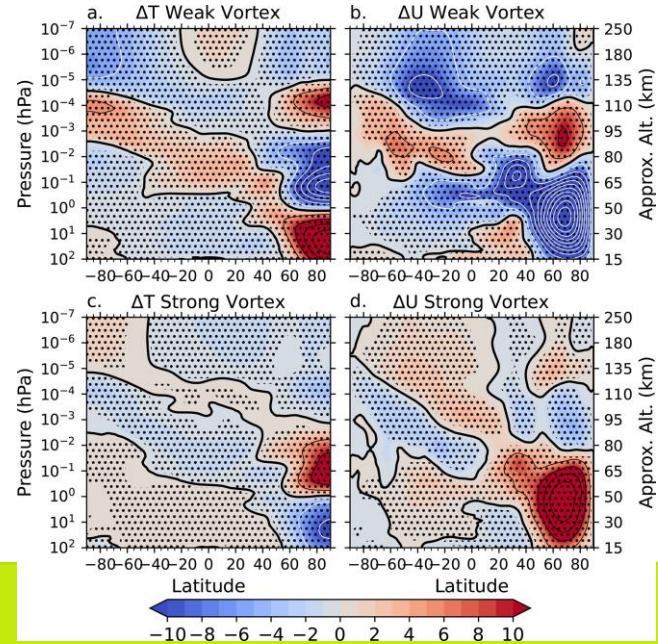 a. ΔT Weak Vortex
b. ΔU Weak Vortex
10⁻⁷
10⁻⁶
10⁻⁵
10⁻⁴
10⁻³
10⁻²
10⁻¹
10⁰
10¹
10²
Pressure (hPa)
250
180
135
110
95
80
65
50
30
15
Approx. Alt. (km)
−80 −60 −40 −20 0 20 40 60 80
−80 −60 −40 −20 0 20 40 60 80
c. ΔT Strong Vortex
d. ΔU Strong Vortex
10⁻⁷
10⁻⁶
10⁻⁵
10⁻⁴
10⁻³
10⁻²
10⁻¹
10⁰
10¹
10²
Pressure (hPa)
250
180
135
110
95
80
65
50
30
15
Approx. Alt. (km)
−80 −60 −40 −20 0 20 40 60 80
−80 −60 −40 −20 0 20 40 60 80
Latitude
Latitude
−10 −8 −6 −4 −2 0 2 4 6 8 10